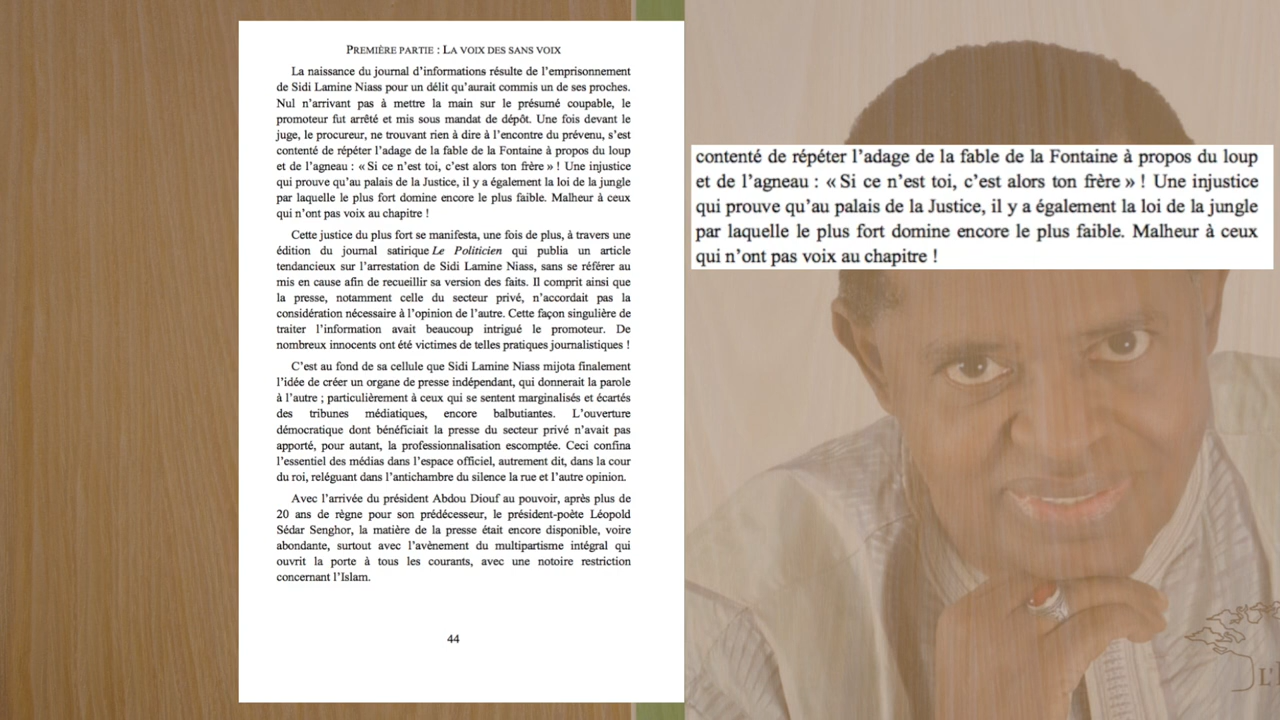 PREMIÈRE PARTIE : LA VOIX DES SANS VOIX
La naissance du journal d’informations résulte de l’emprisonnement
de Sidi Lamine Niass pour un délit qu’aurait commis un de ses proches.
Nul n’arrivant pas à mettre la main sur le présumé coupable, le
promoteur fut arrêté et mis sous mandat de dépôt. Une fois devant le
juge, le procureur, ne trouvant rien à dire à l’encontre du prévenu, s’est
contenté de répéter l’adage de la fable de la Fontaine à propos du loup
et de l’agneau : « Si ce n’est toi, c’est alors ton frère » ! Une injustice
qui prouve qu’au palais de la Justice, il y a également la loi de la jungle
par laquelle le plus fort domine encore le plus faible. Malheur à ceux
qui n’ont pas voix au chapitre !
Cette justice du plus fort se manifesta, une fois de plus, à travers une
édition du journal satirique Le Politicien qui publia un article
tendancieux sur l’arrestation de Sidi Lamine Niass, sans se référer au
mis en cause afin de recueillir sa version des faits. Il comprit ainsi que
la presse, notamment celle du secteur privé, n’accordait pas la
considération nécessaire à l’opinion de l’autre. Cette façon singulière de
traiter l’information avait beaucoup intrigué le promoteur. De
nombreux innocents ont été victimes de telles pratiques journalistiques !
C’est au fond de sa cellule que Sidi Lamine Niass mijota finalement
l’idée de créer un organe de presse indépendant, qui donnerait la parole
à l’autre ; particulièrement à ceux qui se sentent marginalisés et écartés
des tribunes médiatiques, encore balbutiantes. L’ouverture
démocratique dont bénéficiait la presse du secteur privé n’avait pas
apporté, pour autant, la professionnalisation escomptée. Ceci confina
l’essentiel des médias dans l’espace officiel, autrement dit, dans la cour
du roi, reléguant dans l’antichambre du silence la rue et l’autre opinion.
Avec l’arrivée du président Abdou Diouf au pouvoir, après plus de
20 ans de règne pour son prédécesseur, le président-poète Léopold
Sédar Senghor, la matière de la presse était encore disponible, voire
abondante, surtout avec l’avènement du multipartisme intégral qui
ouvrit la porte à tous les courants, avec une notoire restriction
concernant l’Islam.
44
contenté de répéter l’adage de la fable de la Fontaine à propos du loup
et de l’agneau : « Si ce n’est toi, c’est alors ton frère » ! Une injustice
qui prouve qu’au palais de la Justice, il y a également la loi de la jungle
par laquelle le plus fort domine encore le plus faible. Malheur à ceux
qui n’ont pas voix au chapitre !